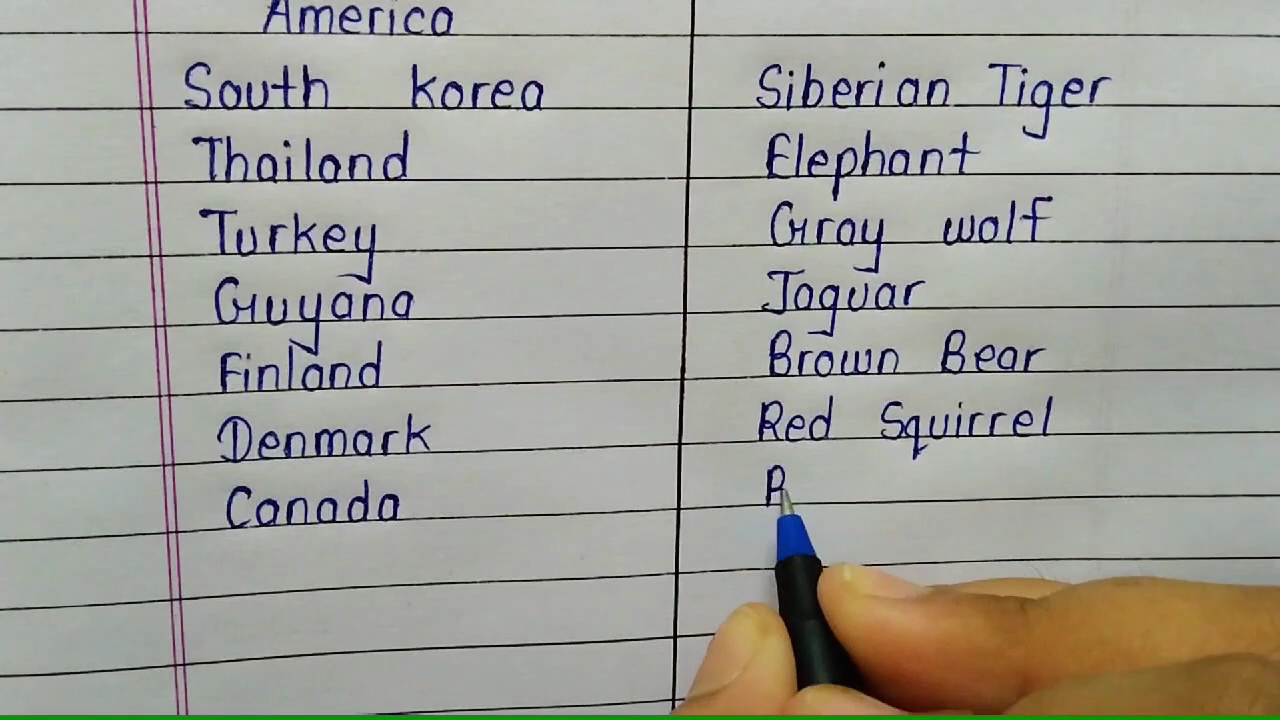 America
South Korea Siberian Tiger
Thailand Elephant
Turkey Gray wolf
Guyana Jaguar
Finland Brown Bear
Denmark Red Squirrel
Canada